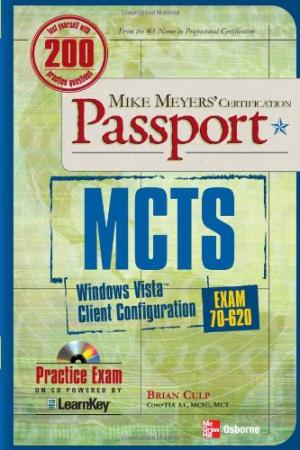 test yourself with
200
practice questions
From the #1 Name in Professional Certification
MIKE MEYERS' CERTIFICATION
Passport
MCTS
Windows Vista™
Client Configuration
EXAM
70-620
Practice Exam
ON CD POWERED BY
LearnKey
BRIAN CULP
COMPTIA A+, MCSE, MCT
Mc
Graw
Hill
Osborne